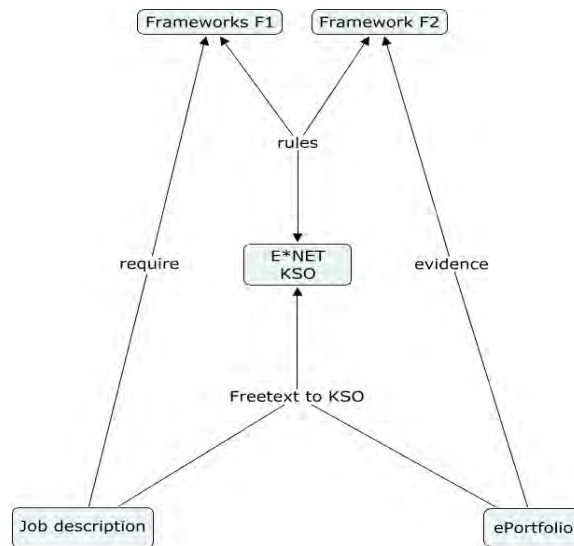 Frameworks F1
Framework F2
rules
E*NET
KSO
require
evidence
Freetext to KSO
Job description
ePortfolio